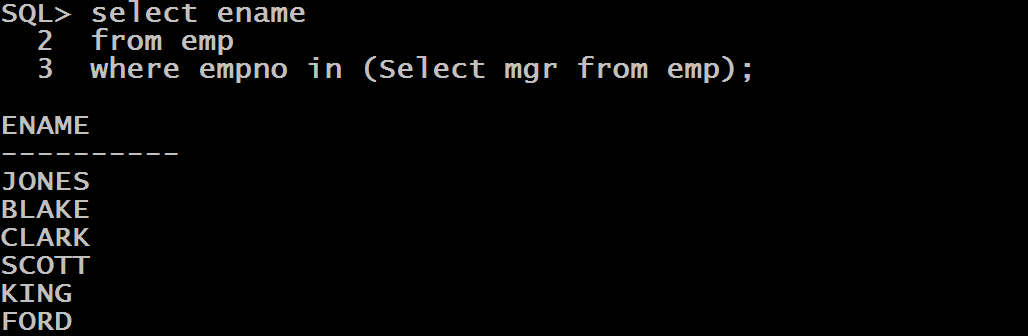 SQL> select ename
  2  from emp
  3  where empno in (Select mgr from emp);
ENAME
----------
JONES
BLAKE
CLARK
SCOTT
KING
FORD